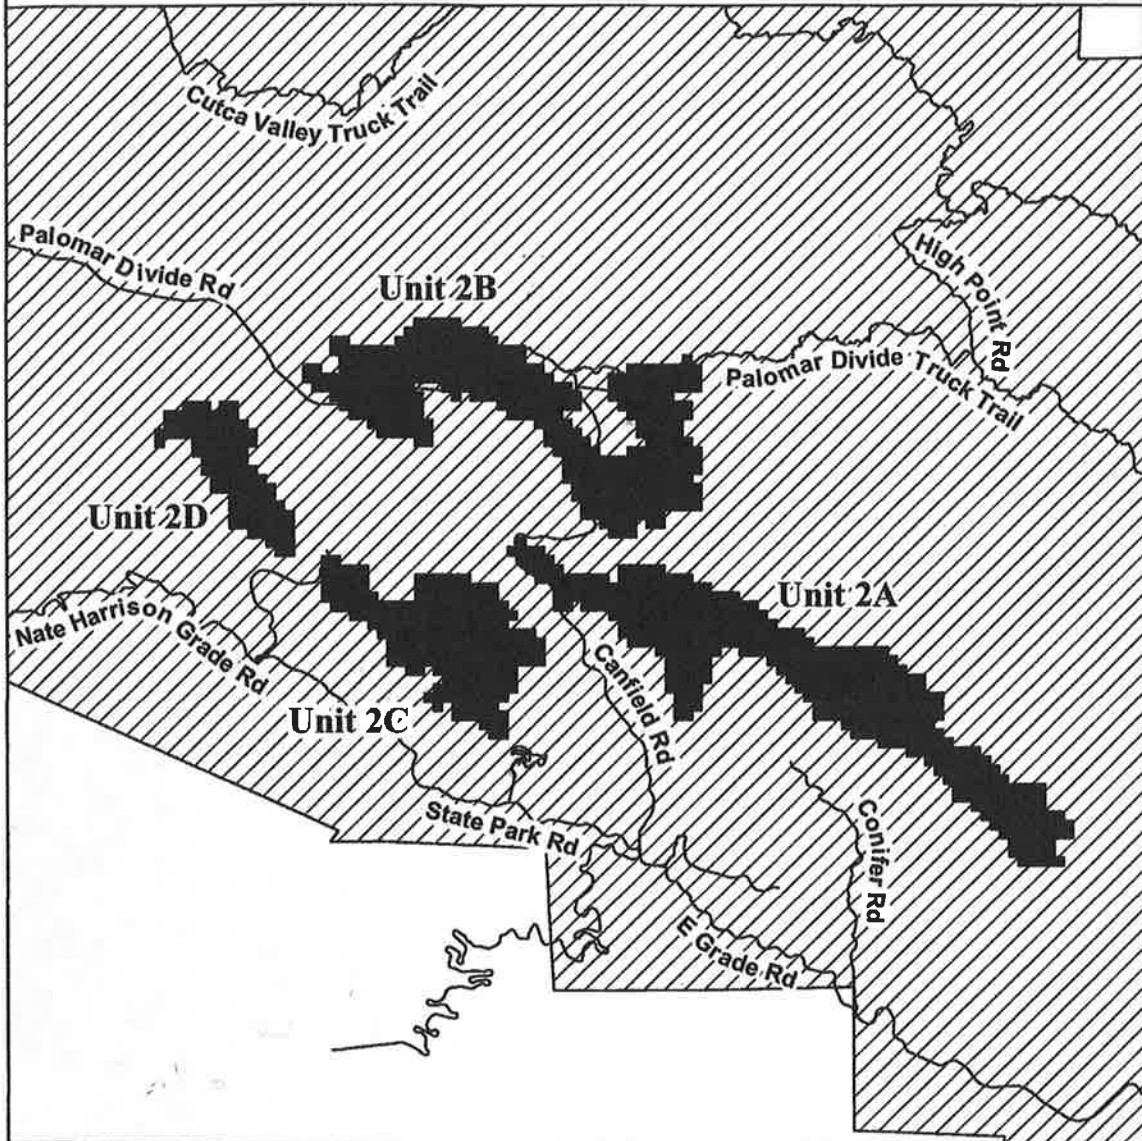 Cutca Valley Truck Trail
Palomar Divide Rd
High Point Rd
Unit 2B
Palomar Divide Truck Trail
Unit 2D
Unit 2A
Nate Harrison Grade Rd
Canfield Rd
Unit 2C
State Park Rd
Conifer Rd
E Grade Rd